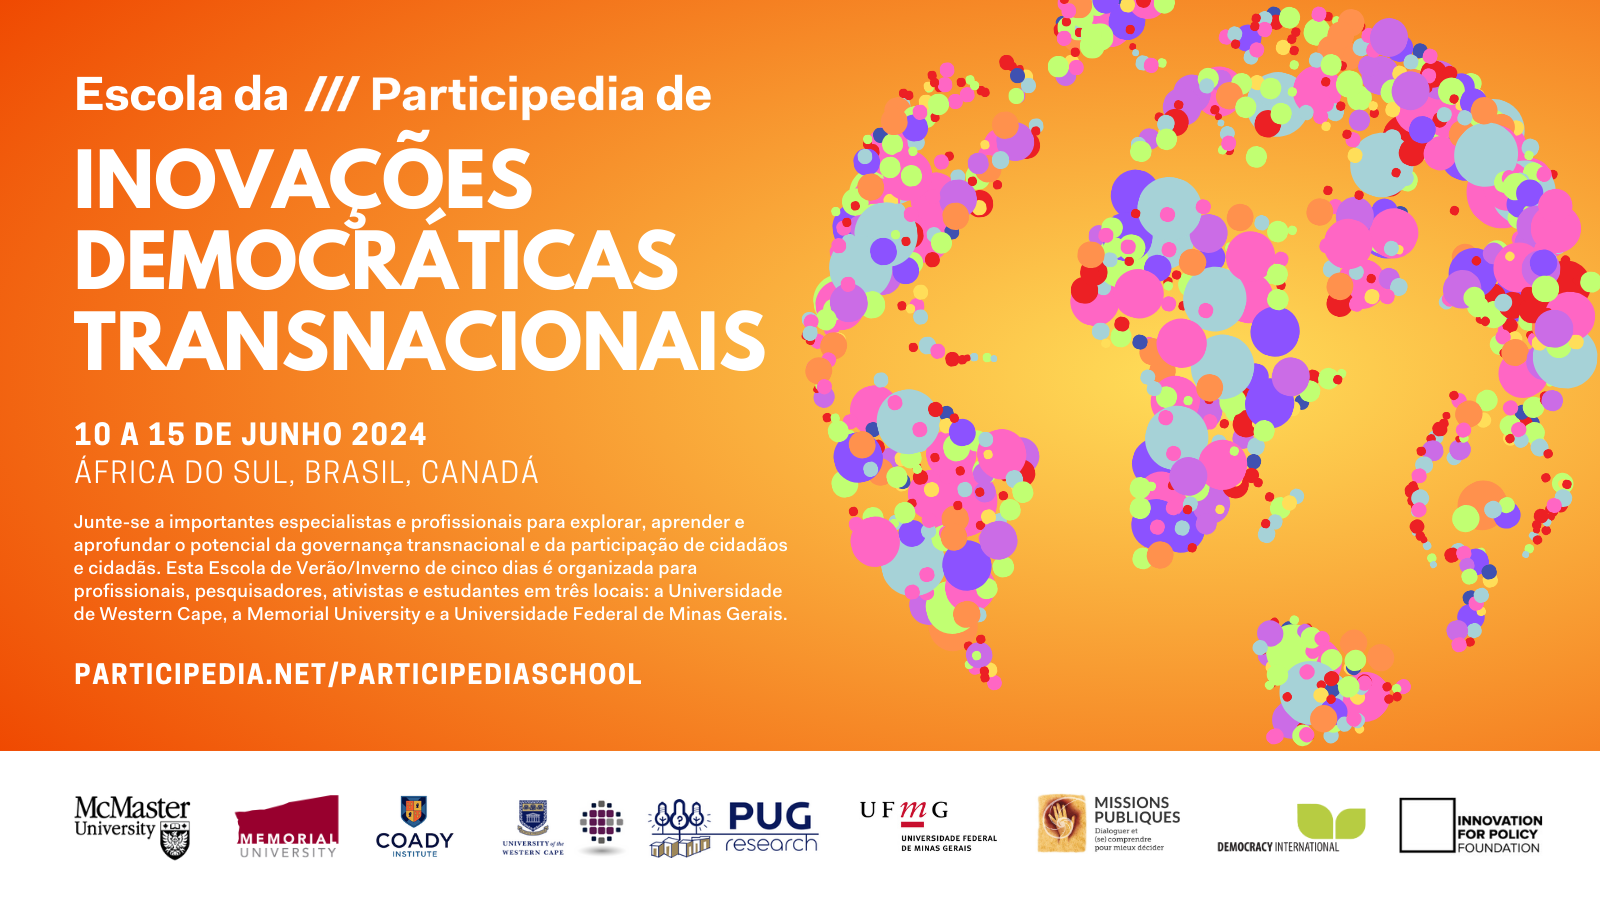 Escola da /// Participedia de
INOVAÇÕES
DEMOCRÁTICAS
TRANSNACIONAIS
10 A 15 DE JUNHO 2024
ÁFRICA DO SUL, BRASIL, CANADÁ
Junte-se a importantes especialistas e profissionais para explorar, aprender e
aprofundar o potencial da governança transnacional e da participação de cidadãos
e cidadãs. Esta Escola de Verão/Inverno de cinco dias é organizada para
profissionais, pesquisadores, ativistas e estudantes em três locais: a Universidade
de Western Cape, a Memorial University e a Universidade Federal de Minas Gerais.
PARTICIPEDIA.NET/PARTICIPEDIASCHOOL
McMaster
University
MEMORIAL
UNIVERSITY
COADY
INSTITUTE
UNIVERSITY of the
WESTERN CAPE
PUG
research
UFmG
UNIVERSIDADE FEDERAL
DE MINAS GERAIS
MISSIONS
PUBLIQUES
Dialoguer et
(se) comprendre
pour mieux décider
DEMOCRACY INTERNATIONAL
INNOVATION
FOR POLICY
FOUNDATION